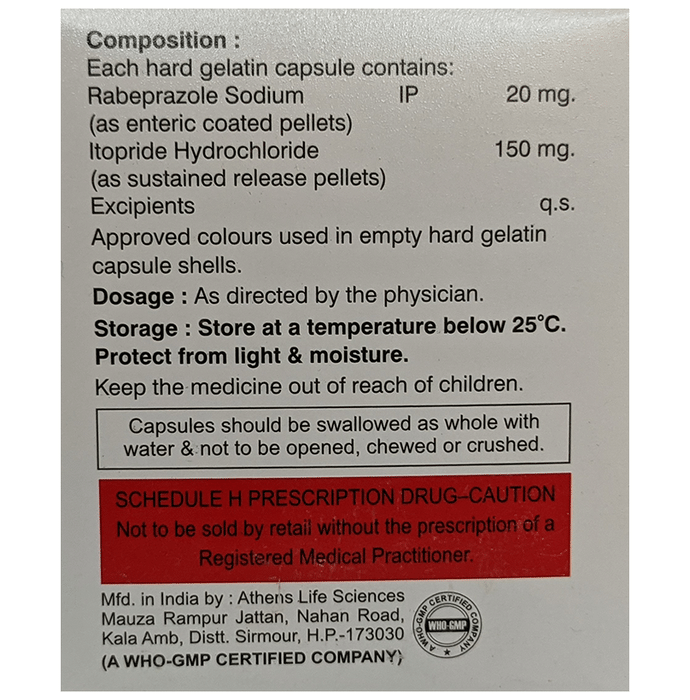 Composition :
Each hard gelatin capsule contains:
Rabeprazole Sodium IP 20 mg.
(as enteric coated pellets)
Itopride Hydrochloride 150 mg.
(as sustained release pellets)
Excipients q.s.
Approved colours used in empty hard gelatin
capsule shells.
Dosage : As directed by the physician.
Storage : Store at a temperature below 25°C.
Protect from light & moisture.
Keep the medicine out of reach of children.
Capsules should be swallowed as whole with
water & not to be opened, chewed or crushed.
SCHEDULE H PRESCRIPTION DRUG–CAUTION
Not to be sold by retail without the prescription of a
Registered Medical Practitioner.
Mfd. in India by : Athens Life Sciences
Mauza Rampur Jattan, Nahan Road,
Kala Amb, Distt. Sirmour, H.P.-173030
(A WHO-GMP CERTIFIED COMPANY)
A WHO-GMP CERTIFIED COMPANY
WHO-GMP